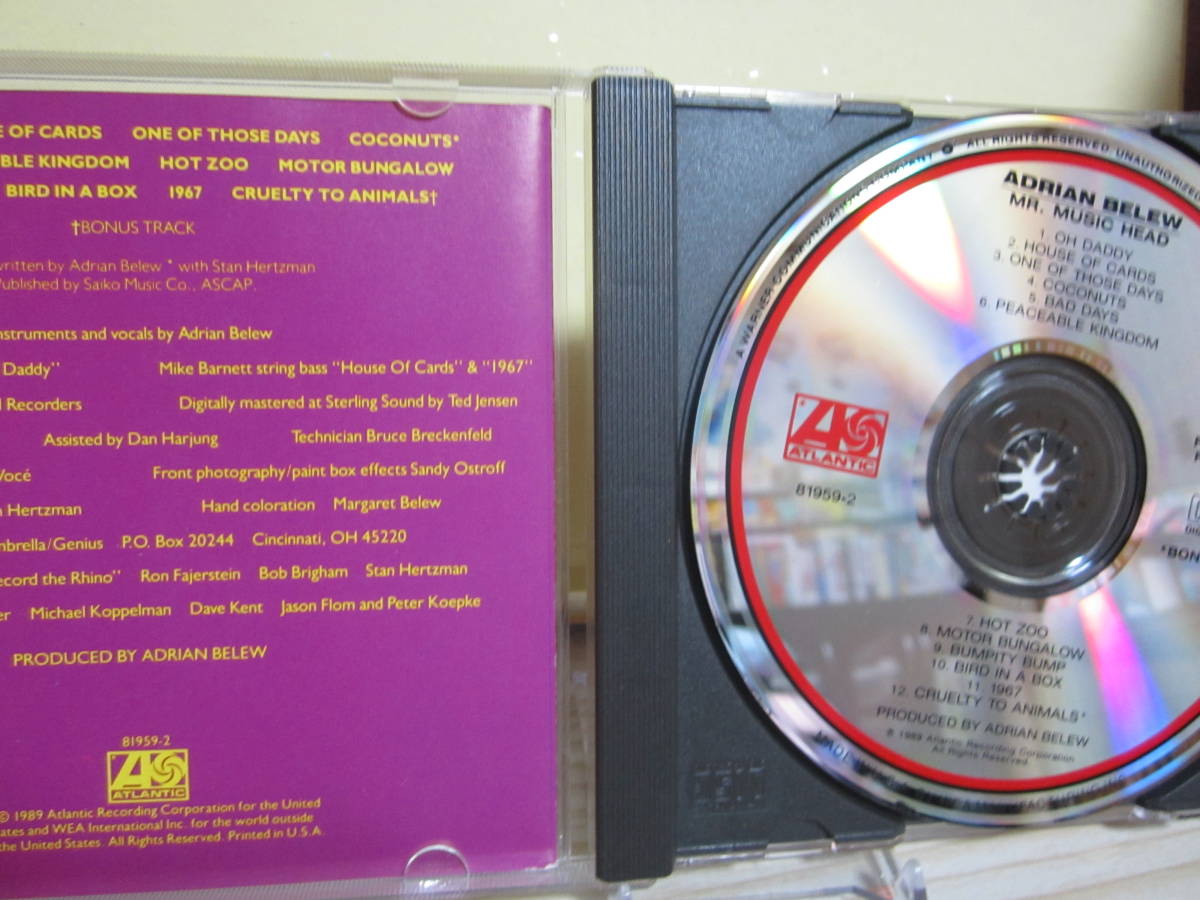 OF CARDS ONE OF THOSE DAYS COCONUTS*
KINGDOM HOT ZOO MOTOR BUNGALOW
BIRD IN A BOX 1967 CRUELTY TO ANIMALS†
†BONUS TRACK
by Adrian Belew * with Stan Hertzman
by Saiko Music Co., ASCAP.
and vocals by Adrian Belew
Daddy" Mike Barnett string bass "House Of Cards" & "1967"
Recorders Digitally mastered at Sterling Sound by Ted Jensen
Assisted by Dan Harjung Technician Bruce Breckenfeld
Vocé Front photography/paint box effects Sandy Ostroff
Hertzman Hand coloration Margaret Belew
/Genius P.O. Box 20244 Cincinnati, OH 45220
the Rhino" Ron Fajerstein Bob Brigham Stan Hertzman
Michael Koppelman Dave Kent Jason Flom and Peter Koepke
PRODUCED BY ADRIAN BELEW
81959-2
ATLANTIC
© 1989 Atlantic Recording Corporation for the United
and WEA International Inc. for the world outside
the United States. All Rights Reserved. Printed in U.S.A.
A WARNER COMMUNICATIONS COMPANY ALL RIGHTS RESERVED. UNAUTHORIZED
ADRIAN BELEW
MR. MUSIC HEAD
1. OH DADDY
2. HOUSE OF CARDS
3. ONE OF THOSE DAYS
4. COCONUTS
5. BAD DAYS
6. PEACEABLE KINGDOM
ATLANTIC
81959-2
7. HOT ZOO
8. MOTOR BUNGALOW
9. BUMPITY BUMP
10. BIRD IN A BOX
11. 1967
12. CRUELTY TO ANIMALS*
PRODUCED BY ADRIAN BELEW
℗ 1989 Atlantic Recording Corporation
All Rights Reserved.
MADE